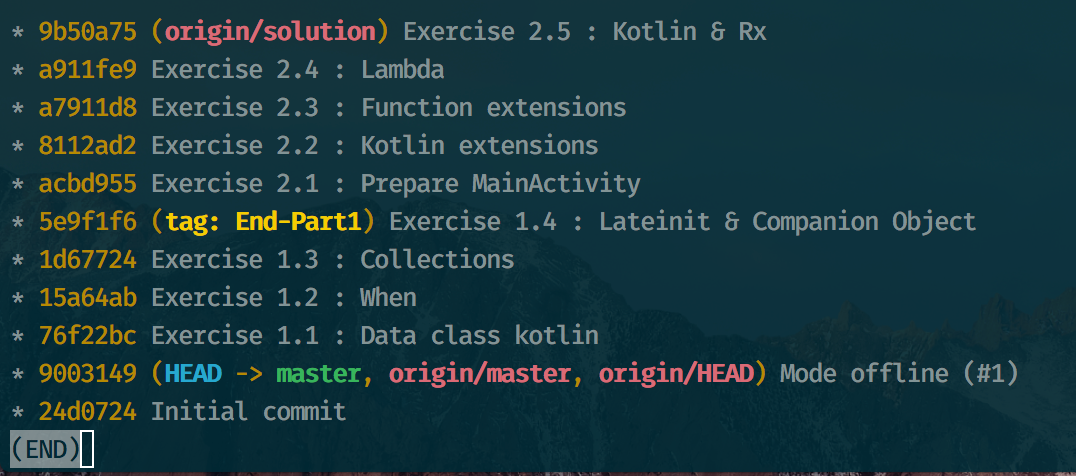 * 9b50a75 (origin/solution) Exercise 2.5 : Kotlin & Rx
* a911fe9 Exercise 2.4 : Lambda
* a7911d8 Exercise 2.3 : Function extensions
* 8112ad2 Exercise 2.2 : Kotlin extensions
* acbd955 Exercise 2.1 : Prepare MainActivity
* 5e9f1f6 (tag: End-Part1) Exercise 1.4 : Lateinit & Companion Object
* 1d67724 Exercise 1.3 : Collections
* 15a64ab Exercise 1.2 : When
* 76f22bc Exercise 1.1 : Data class kotlin
* 9003149 (HEAD -> master, origin/master, origin/HEAD) Mode offline (#1)
* 24d0724 Initial commit
(END)